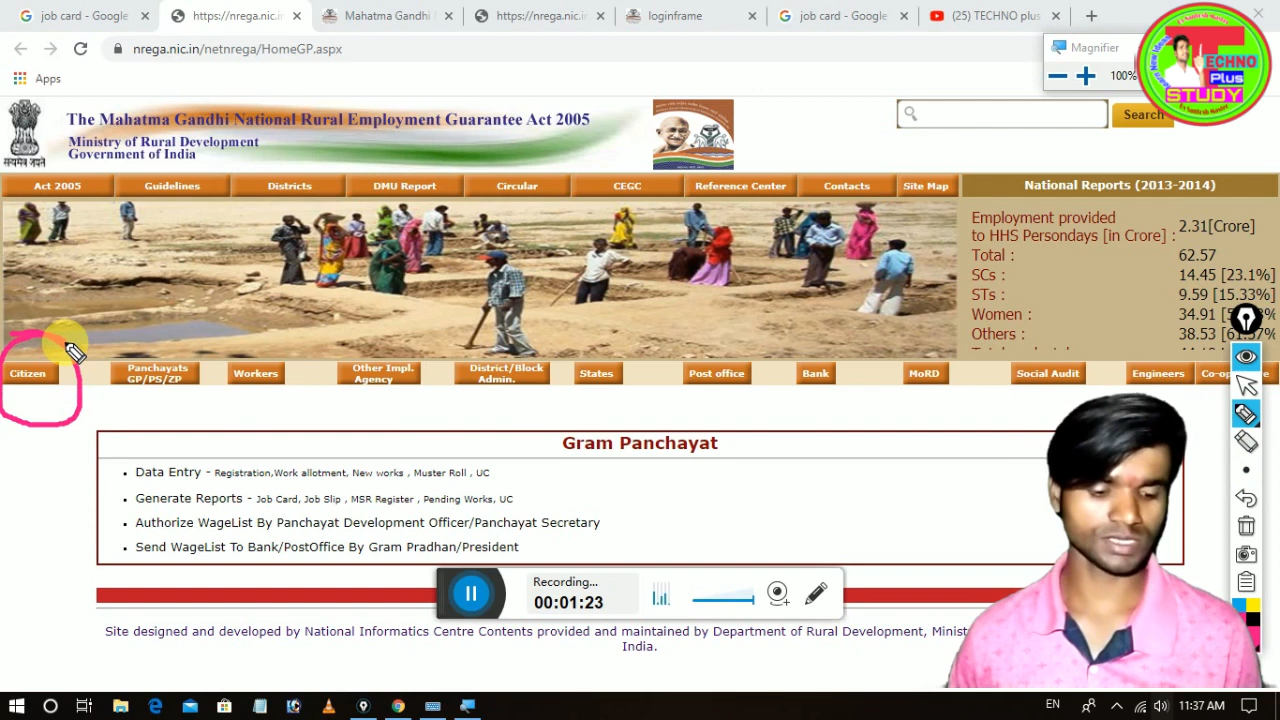 job card - Google
https://nrega.nic.in
Mahatma Gandhi
https://nrega.nic.in
loginframe
job card - Google
(25) TECHNO plus
nrega.nic.in/netnrega/HomeGP.aspx
Magnifier
100%
Apps
TECHNO
Plus
STUDY
The Mahatma Gandhi National Rural Employment Guarantee Act 2005
Ministry of Rural Development
Government of India
सत्यमेव जयते
Search
Act 2005
Guidelines
Districts
DMU Report
Circular
CEGC
Reference Center
Contacts
Site Map
National Reports (2013-2014)
Employment provided
to HHS Persondays [in Crore] : 2.31[Crore]
Total : 62.57
SCs : 14.45 [23.1%]
STs : 9.59 [15.33%]
Women : 34.91
Others : 38.53
Citizen
Panchayats
GP/PS/ZP
Workers
Other Impl.
Agency
District/Block
Admin.
States
Post office
Bank
MoRD
Social Audit
Engineers
Gram Panchayat
Data Entry - Registration,Work allotment, New works , Muster Roll , UC
Generate Reports - Job Card, Job Slip , MSR Register , Pending Works, UC
Authorize WageList By Panchayat Development Officer/Panchayat Secretary
Send WageList To Bank/PostOffice By Gram Pradhan/President
Recording...
00:01:23
Site designed and developed by National Informatics Centre Contents provided and maintained by Department of Rural Development, Minist
India.
EN
11:37 AM